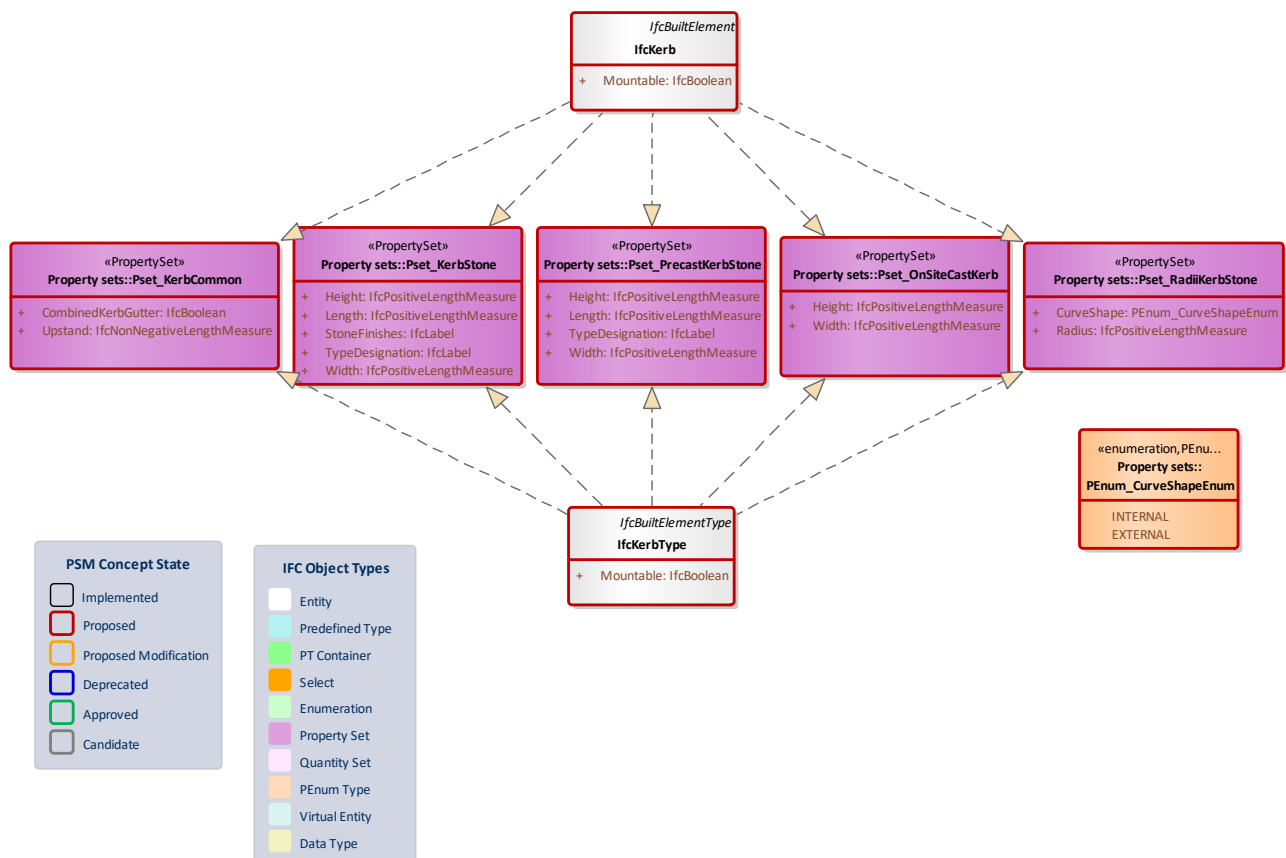 IfcBuiltElement
IfcKerb
+ Mountable: IfcBoolean
«PropertySet»
Property sets::Pset_KerbCommon
+ CombinedKerbGutter: IfcBoolean
+ Upstand: IfcNonNegativeLengthMeasure
«PropertySet»
Property sets::Pset_KerbStone
+ Height: IfcPositiveLengthMeasure
+ Length: IfcPositiveLengthMeasure
+ StoneFinishes: IfcLabel
+ TypeDesignation: IfcLabel
+ Width: IfcPositiveLengthMeasure
«PropertySet»
Property sets::Pset_PrecastKerbStone
+ Height: IfcPositiveLengthMeasure
+ Length: IfcPositiveLengthMeasure
+ TypeDesignation: IfcLabel
+ Width: IfcPositiveLengthMeasure
«PropertySet»
Property sets::Pset_OnSiteCastKerb
+ Height: IfcPositiveLengthMeasure
+ Width: IfcPositiveLengthMeasure
«PropertySet»
Property sets::Pset_RadiiKerbStone
+ CurveShape: PEnum_CurveShapeEnum
+ Radius: IfcPositiveLengthMeasure
«enumeration,PEnu...
Property sets::
PEnum_CurveShapeEnum
INTERNAL
EXTERNAL
IfcBuiltElementType
IfcKerbType
+ Mountable: IfcBoolean
PSM Concept State
Implemented
Proposed
Proposed Modification
Deprecated
Approved
Candidate
IFC Object Types
Entity
Predefined Type
PT Container
Select
Enumeration
Property Set
Quantity Set
PEnum Type
Virtual Entity
Data Type